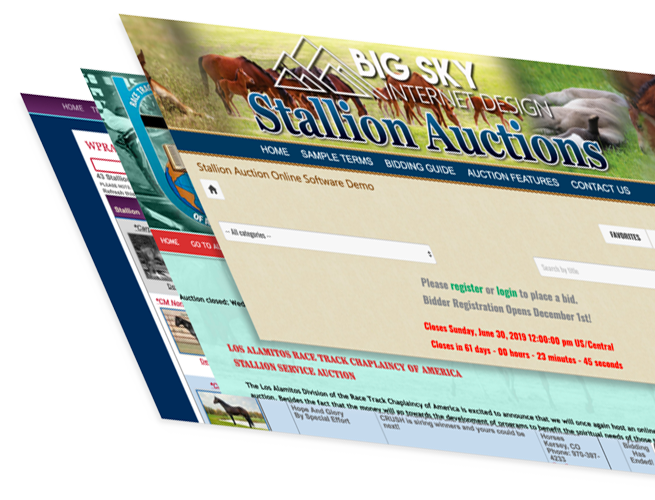 BIG SKY
INTERNET DESIGN
Stallion Auctions
HOME SAMPLE TERMS BIDDING GUIDE AUCTION FEATURES CONTACT US
Stallion Auction Online Software Demo
FAVORITES
-- All categories --
Search by title
Please register or login to place a bid.
Bidder Registration Opens December 1st!
Closes Sunday, June 30, 2019 12:00:00 pm US/Central
Closes in 61 days - 00 hours - 23 minutes - 45 seconds
RACE TRACK
OF
HOME GO TO
Auction closed: Wed
LOS ALAMITOS RACE TRACK CHAPLAINCY OF AMERICA
STALLION SERVICE AUCTION
The Los Alamitos Division of the Race Track Chaplaincy of America is excited to announce that we will once again host an online
auction. Besides the fact that the money will go towards the development of programs to benefit the spiritual needs of those
HOME
WPRA
43 Stallio
PLEASE NOTE
Refresh
Stallion
*CM
Hope And Glory
By Special Effort
CRUSH is siring winners and yours could be
next!
Horses
Kersey, CO
Phone: 970-397-
4233
Bidding
Has
Ended!